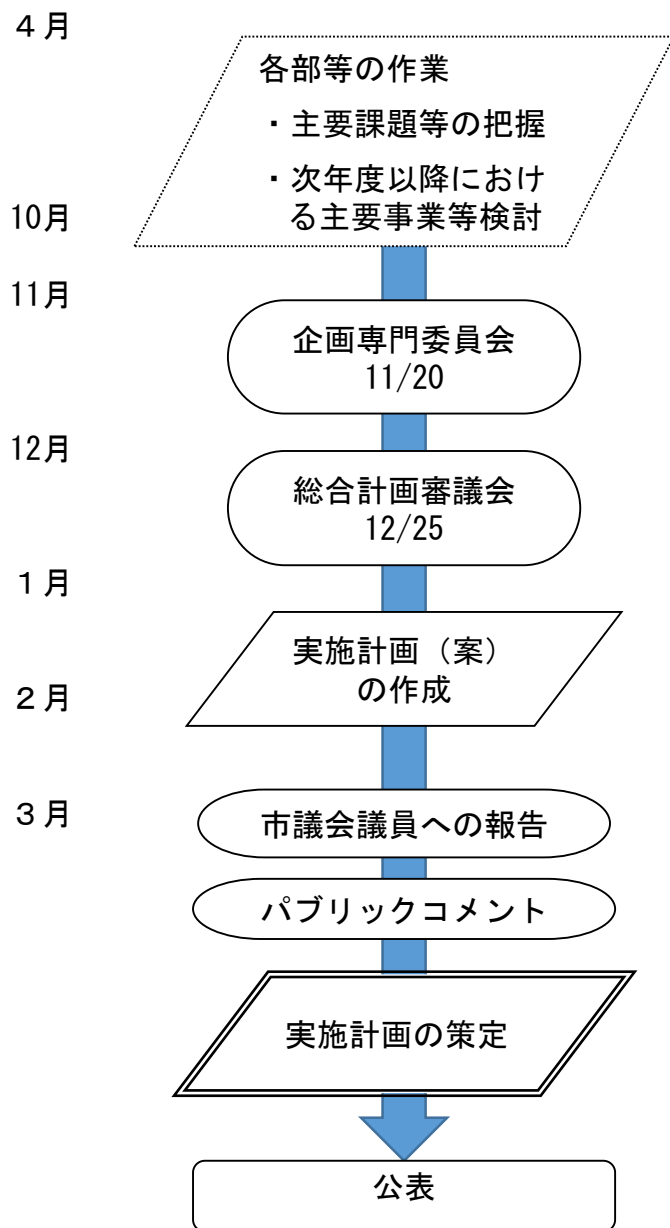 ４月
各部等の作業
・主要課題等の把握
・次年度以降におけ
る主要事業等検討
10月
11月
企画専門委員会
11/20
12月
総合計画審議会
12/25
１月
実施計画（案）
の作成
２月
３月
市議会議員への報告
パブリックコメント
実施計画の策定
公表